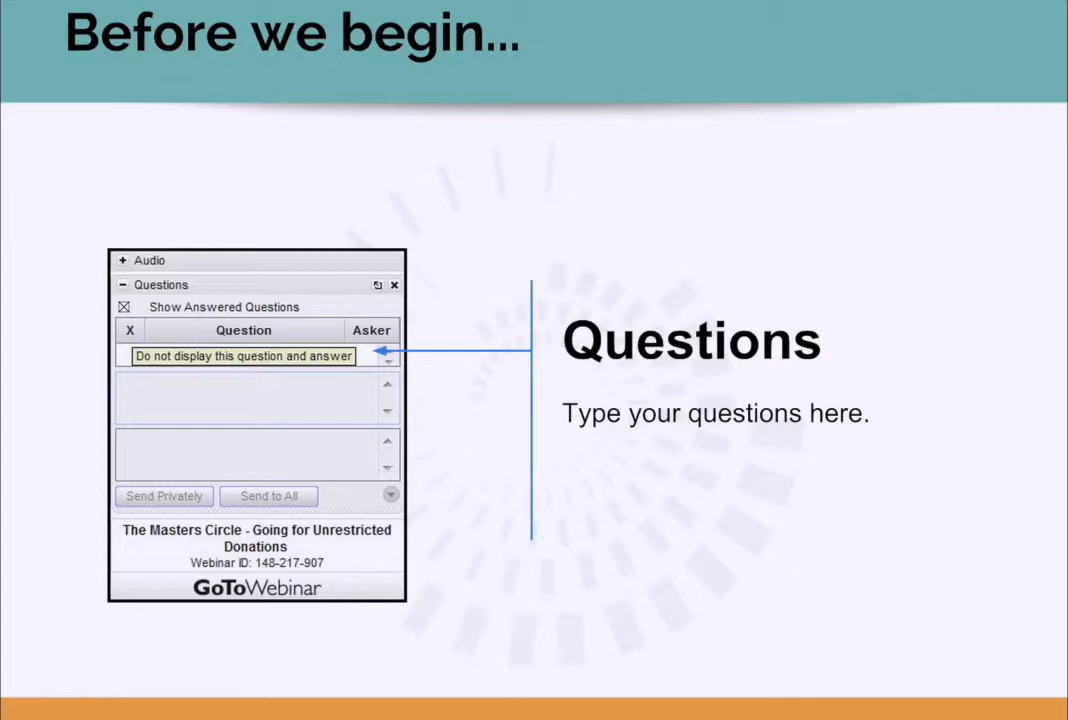 Before we begin...
+ Audio
− Questions
Show Answered Questions
X Question Asker
Do not display this question and answer
Send Privately Send to All
The Masters Circle - Going for Unrestricted
Donations
Webinar ID: 148-217-907
GoToWebinar
Questions
Type your questions here.